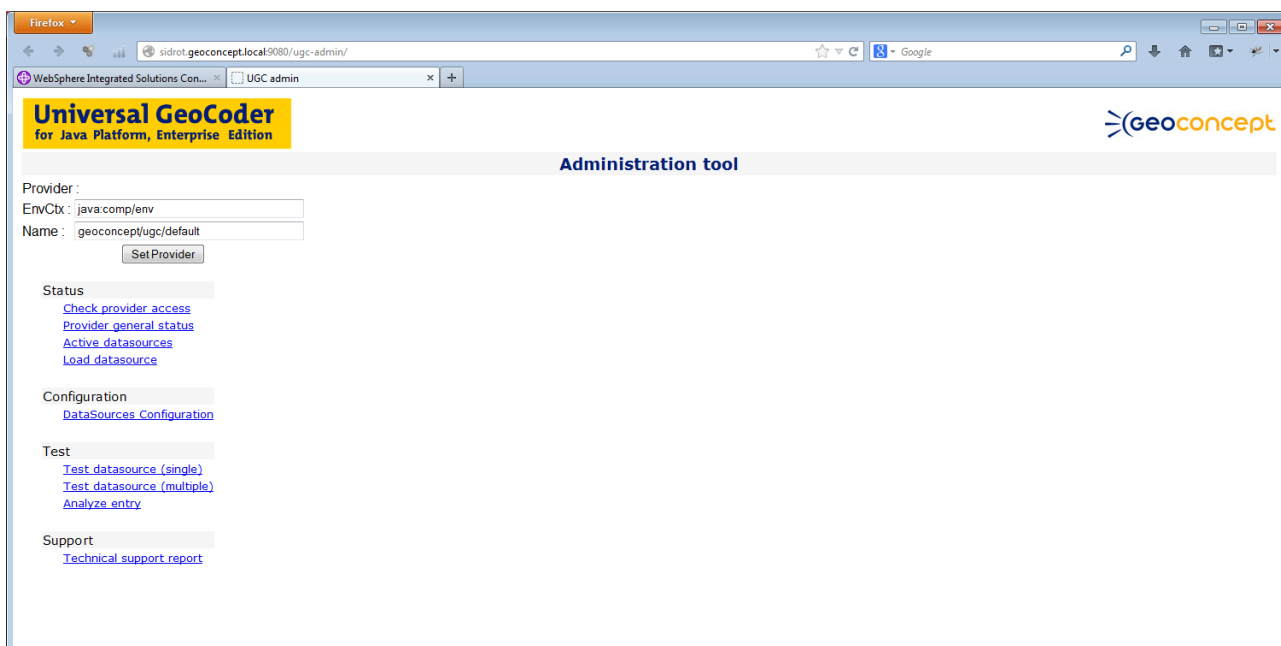 Firefox
sidrot.geoconcept.local:9080/ugc-admin/
Google
WebSphere Integrated Solutions Con...
UGC admin
Universal GeoCoder
for Java Platform, Enterprise Edition
Geoconcept
Administration tool
Provider :
EnvCtx : java:comp/env
Name : geoconcept/ugc/default
Set Provider
Status
Check provider access
Provider general status
Active datasources
Load datasource
Configuration
DataSources Configuration
Test
Test datasource (single)
Test datasource (multiple)
Analyze entry
Support
Technical support report